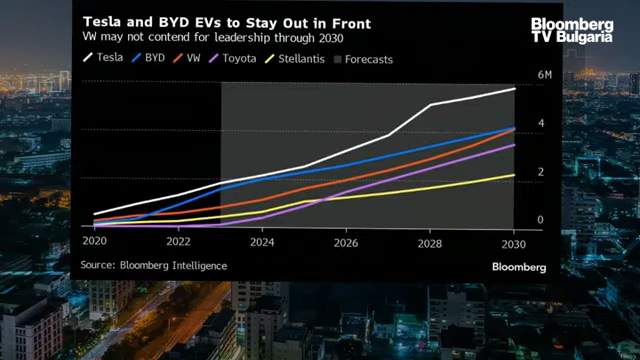 Tesla and BYD EVs to Stay Out in Front
VW may not contend for leadership through 2030
Tesla BYD VW Toyota Stellantis Forecasts
Bloomberg
TV Bulgaria
6M
4
2
0
2020 2022 2024 2026 2028 2030
Source: Bloomberg Intelligence
Bloomberg